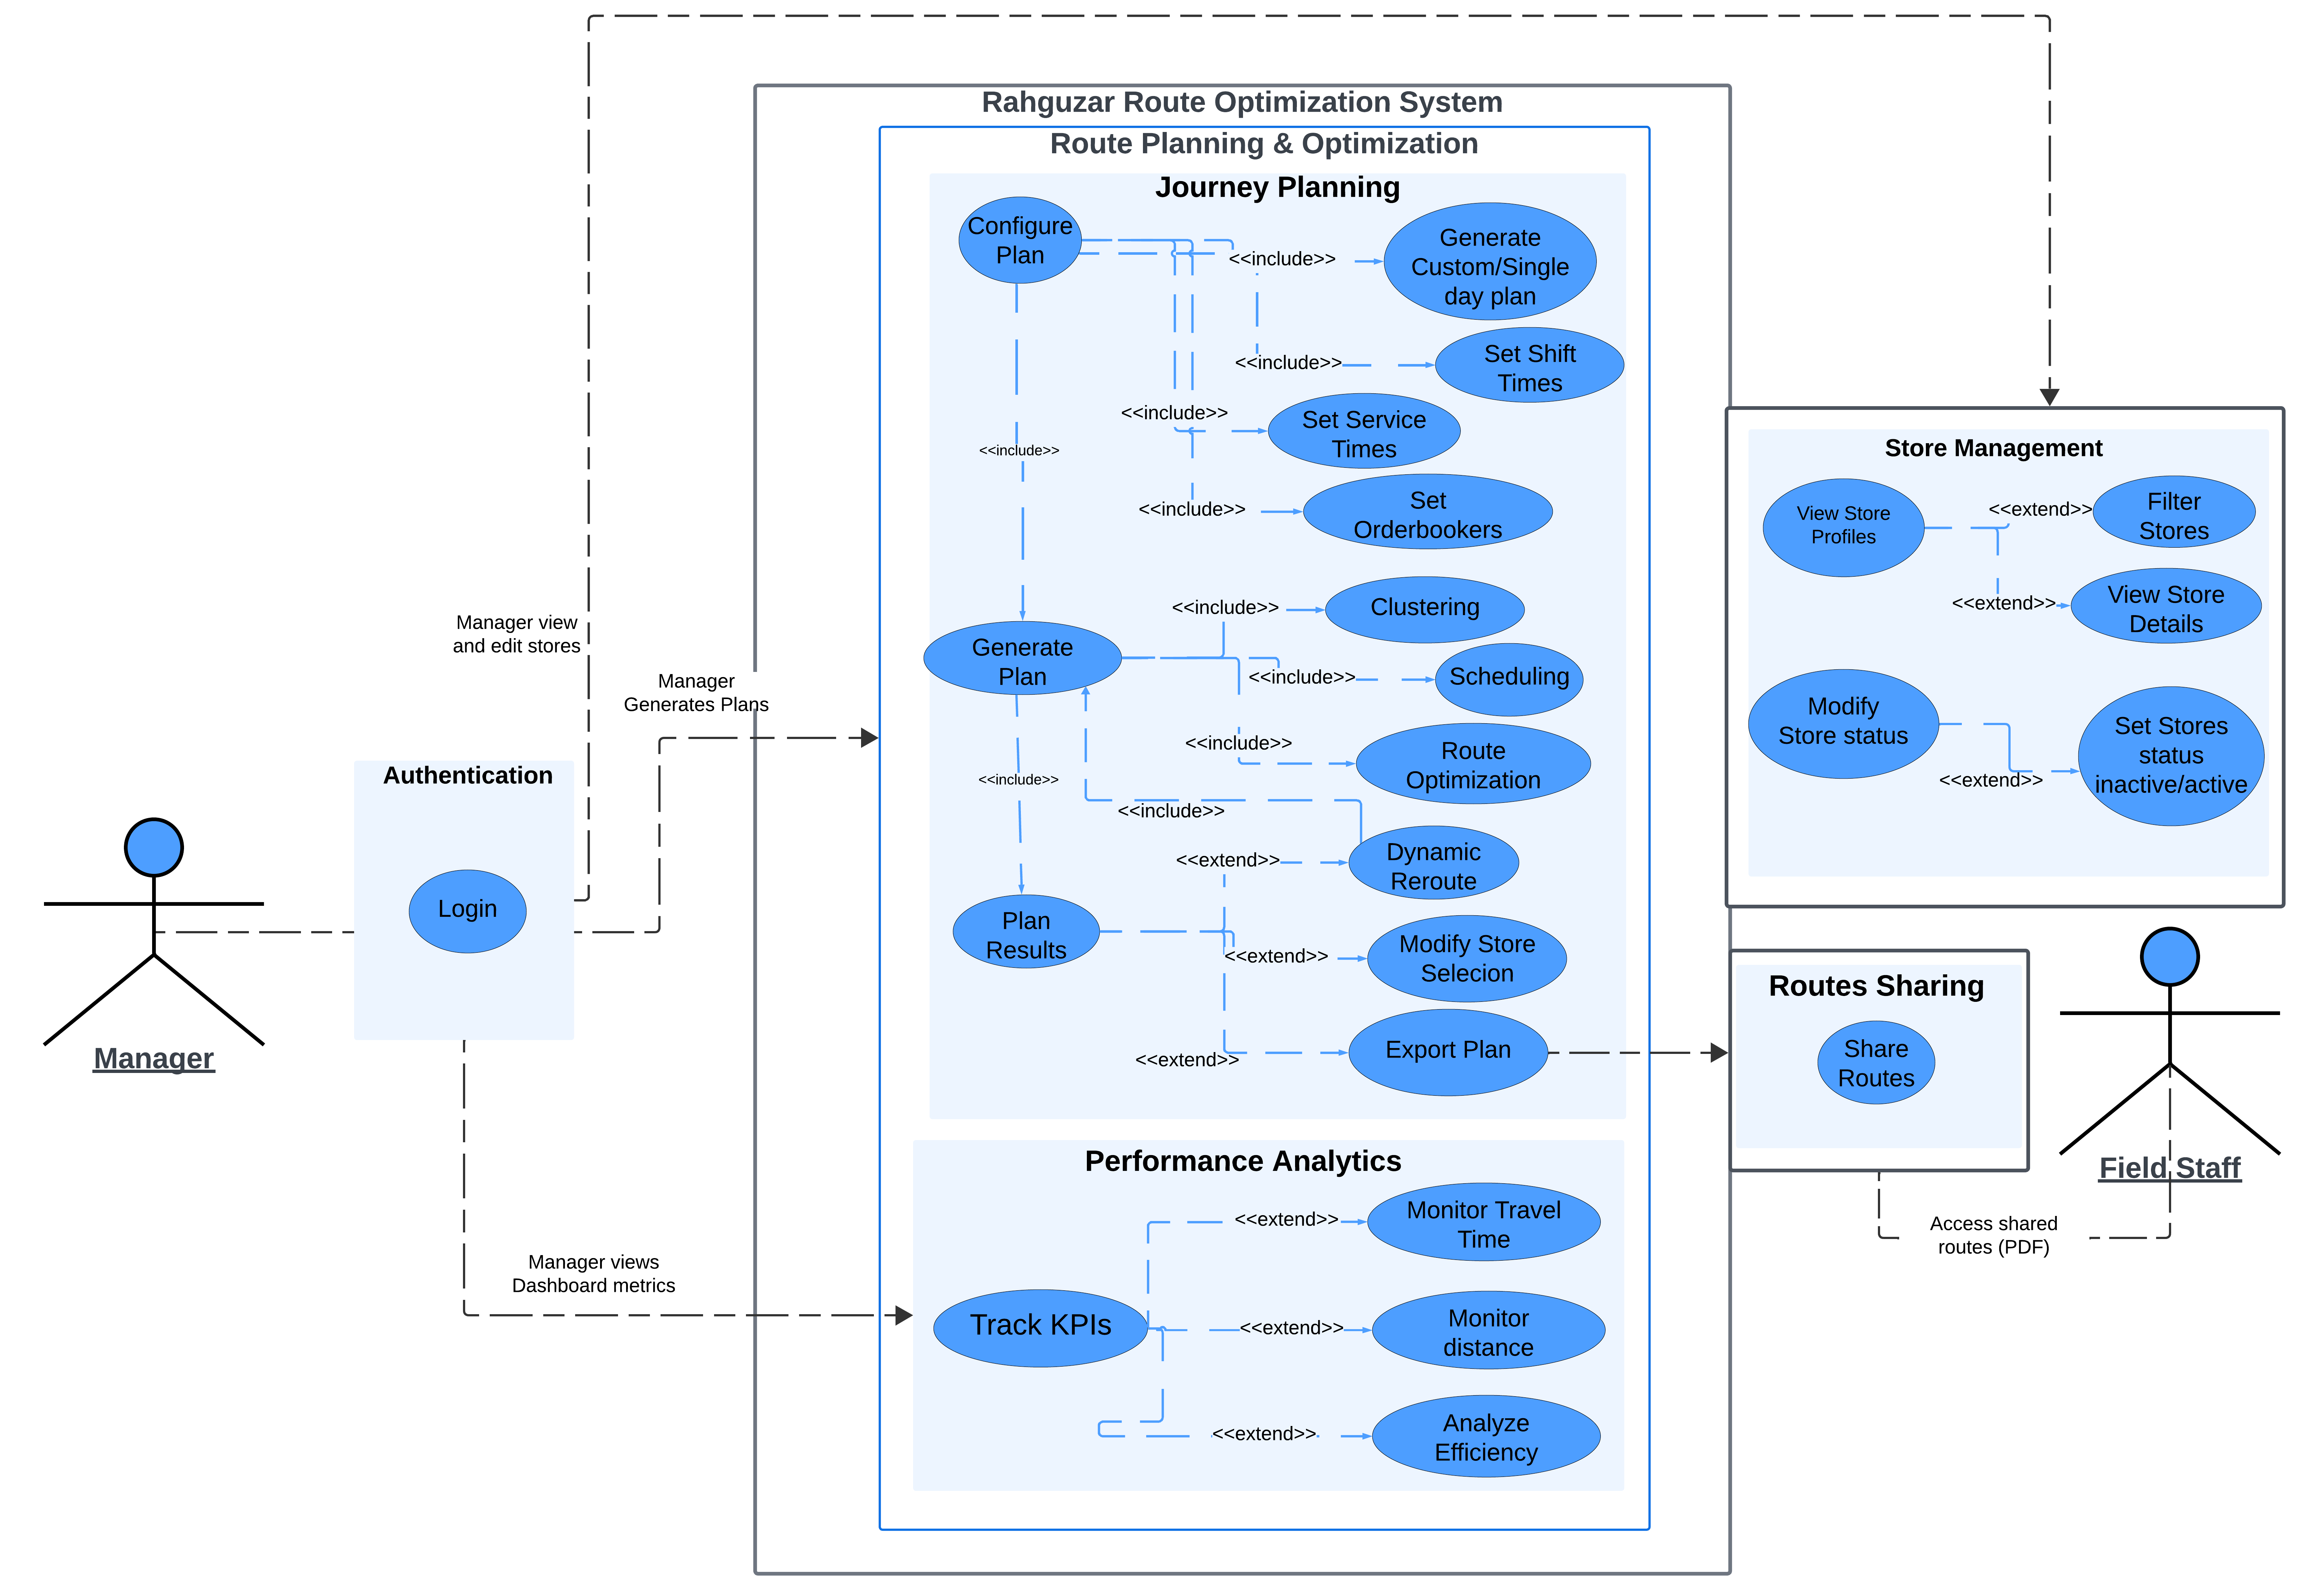 Rahguzar Route Optimization System
Route Planning & Optimization
Journey Planning
Configure
Plan
<<include>>
Generate
Custom/Single
day plan
<<include>>
Set Shift
Times
<<include>>
Set Service
Times
<<include>>
<<include>>
Set
Orderbookers
Generate
Plan
<<include>>
Clustering
<<include>>
Scheduling
<<include>>
Route
Optimization
<<include>>
<<include>>
<<extend>>
Dynamic
Reroute
Plan
Results
<<extend>>
Modify Store
Selecion
<<extend>>
Export Plan
Performance Analytics
Track KPIs
<<extend>>
Monitor Travel
Time
<<extend>>
Monitor
distance
<<extend>>
Analyze
Efficiency
Manager view
and edit stores
Manager
Generates Plans
Authentication
Login
Manager
Manager views
Dashboard metrics
Store Management
View Store
Profiles
<<extend>>
Filter
Stores
<<extend>>
View Store
Details
Modify
Store status
<<extend>>
Set Stores
status
inactive/active
Routes Sharing
Share
Routes
Field Staff
Access shared
routes (PDF)